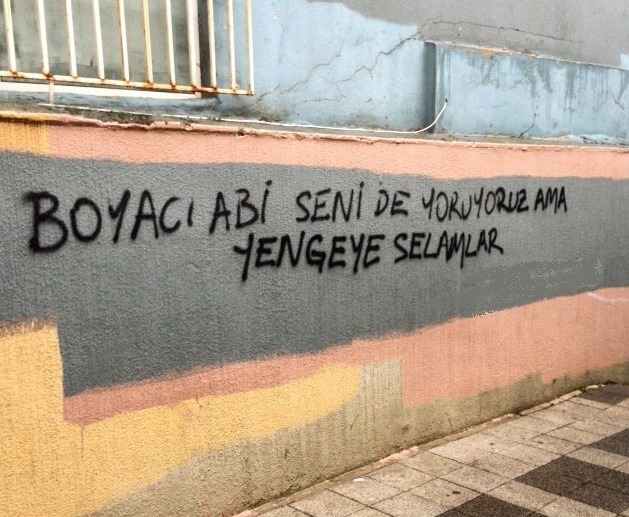 BOYACI ABİ SENİ DE YORUYORUZ AMA
YENGEYE SELAMLAR